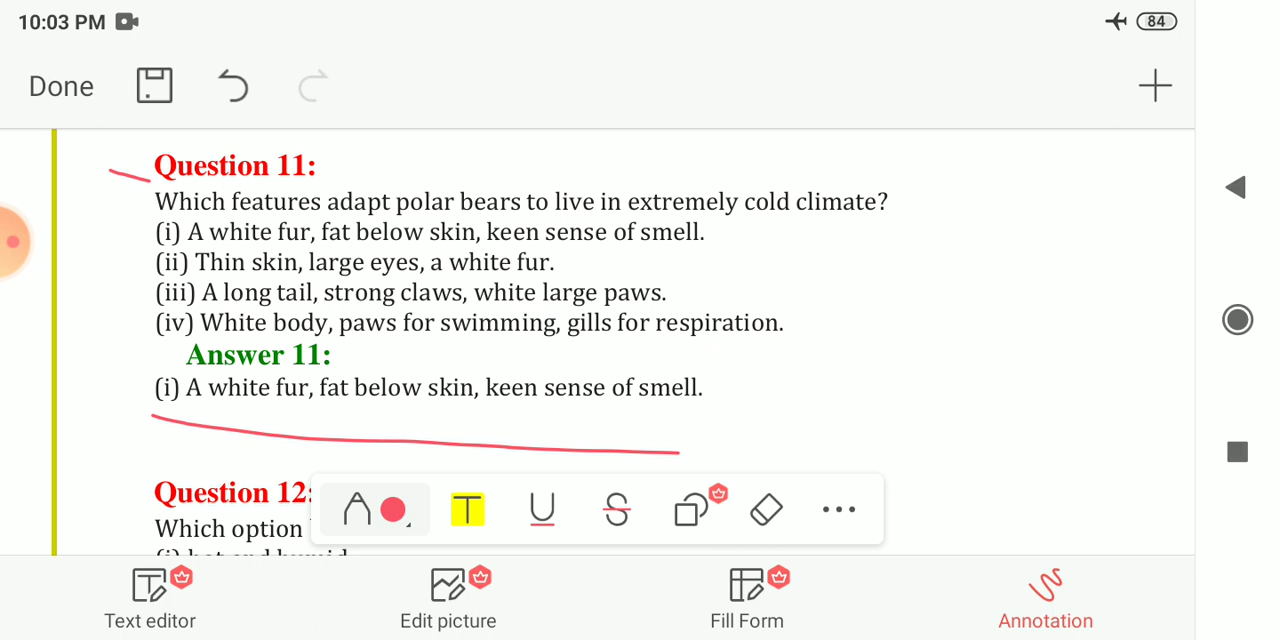 10:03 PM
84
Done
Question 11:
Which features adapt polar bears to live in extremely cold climate?
(i) A white fur, fat below skin, keen sense of smell.
(ii) Thin skin, large eyes, a white fur.
(iii) A long tail, strong claws, white large paws.
(iv) White body, paws for swimming, gills for respiration.
Answer 11:
(i) A white fur, fat below skin, keen sense of smell.
Question 12:
Which option
(i) hot and humid
Text editor
Edit picture
Fill Form
Annotation